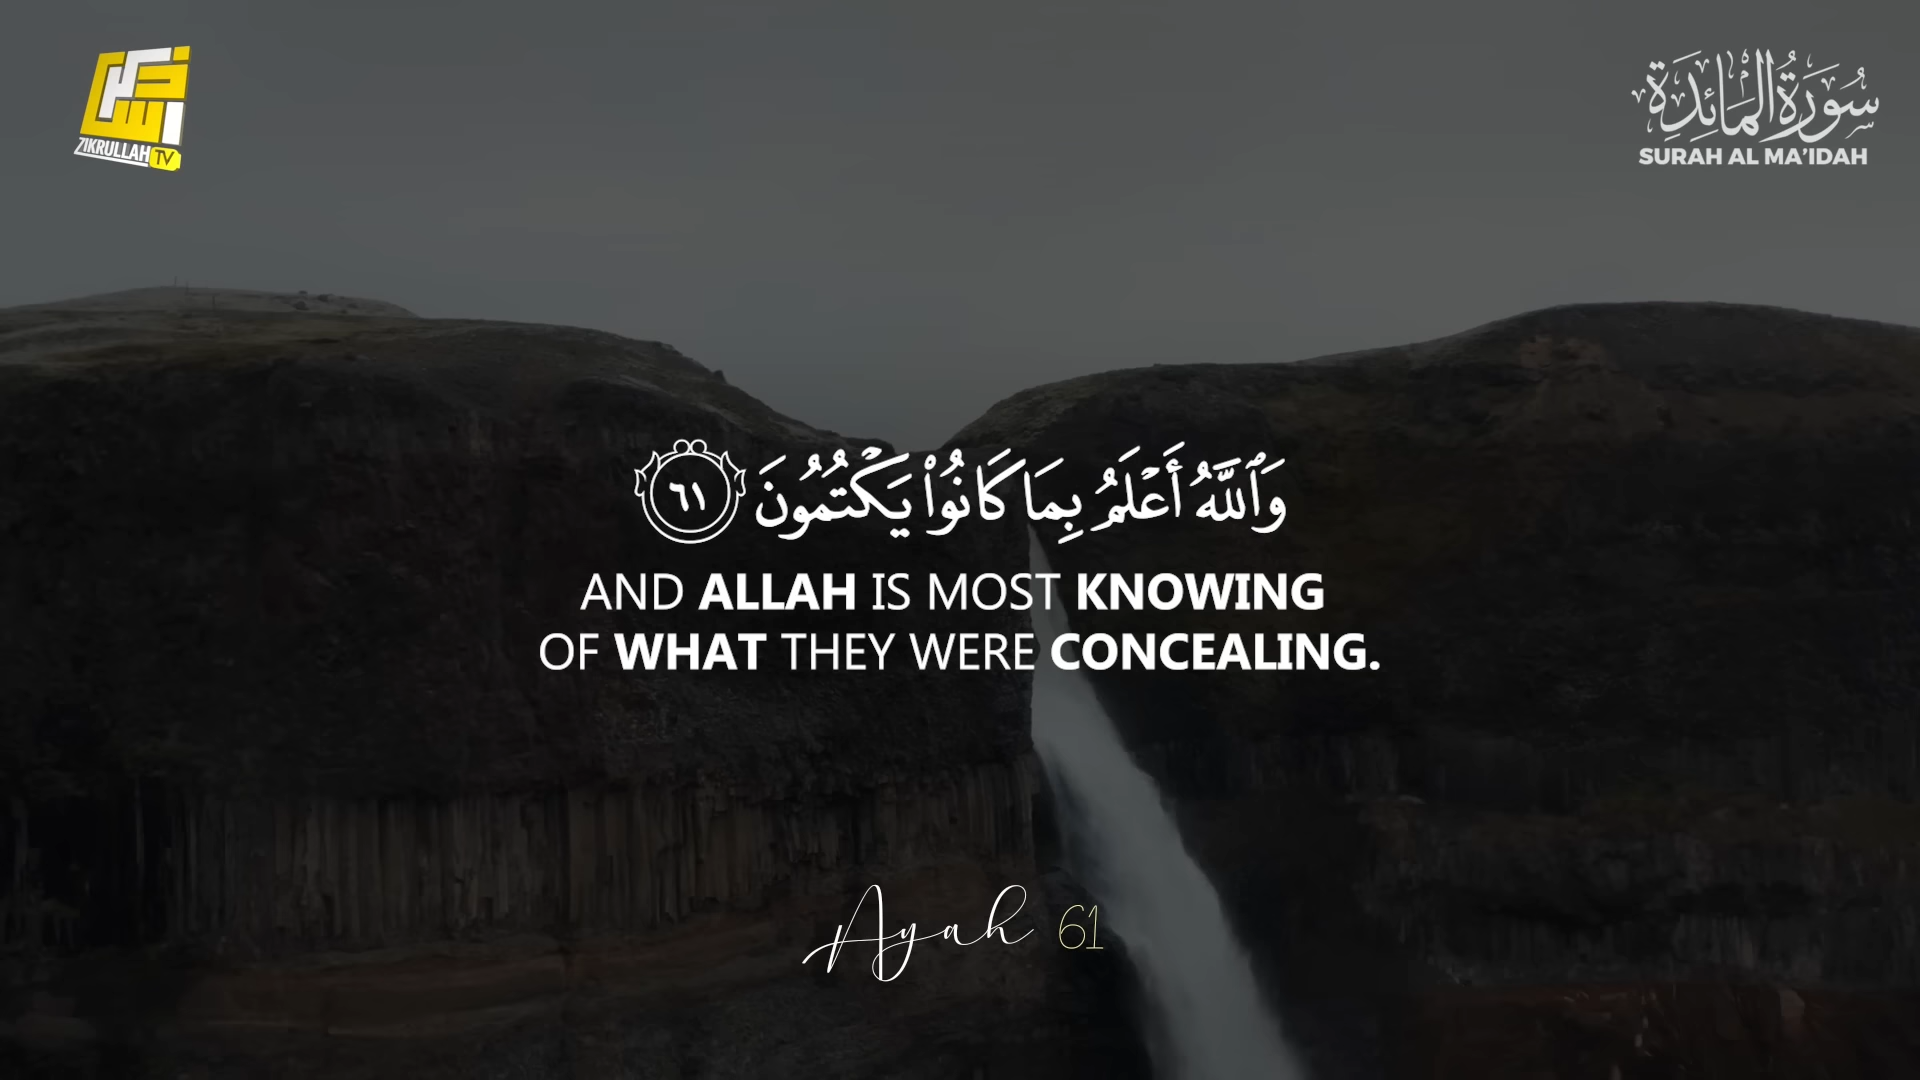 ZIKRULLAH TV
سُورَةُ الْمَائِدَةِ
SURAH AL MA'IDAH
وَٱللَّهُ أَعْلَمُ بِمَا كَانُوا۟ يَكْتُمُونَ ٦١
AND ALLAH IS MOST KNOWING
OF WHAT THEY WERE CONCEALING.
Ayah 61